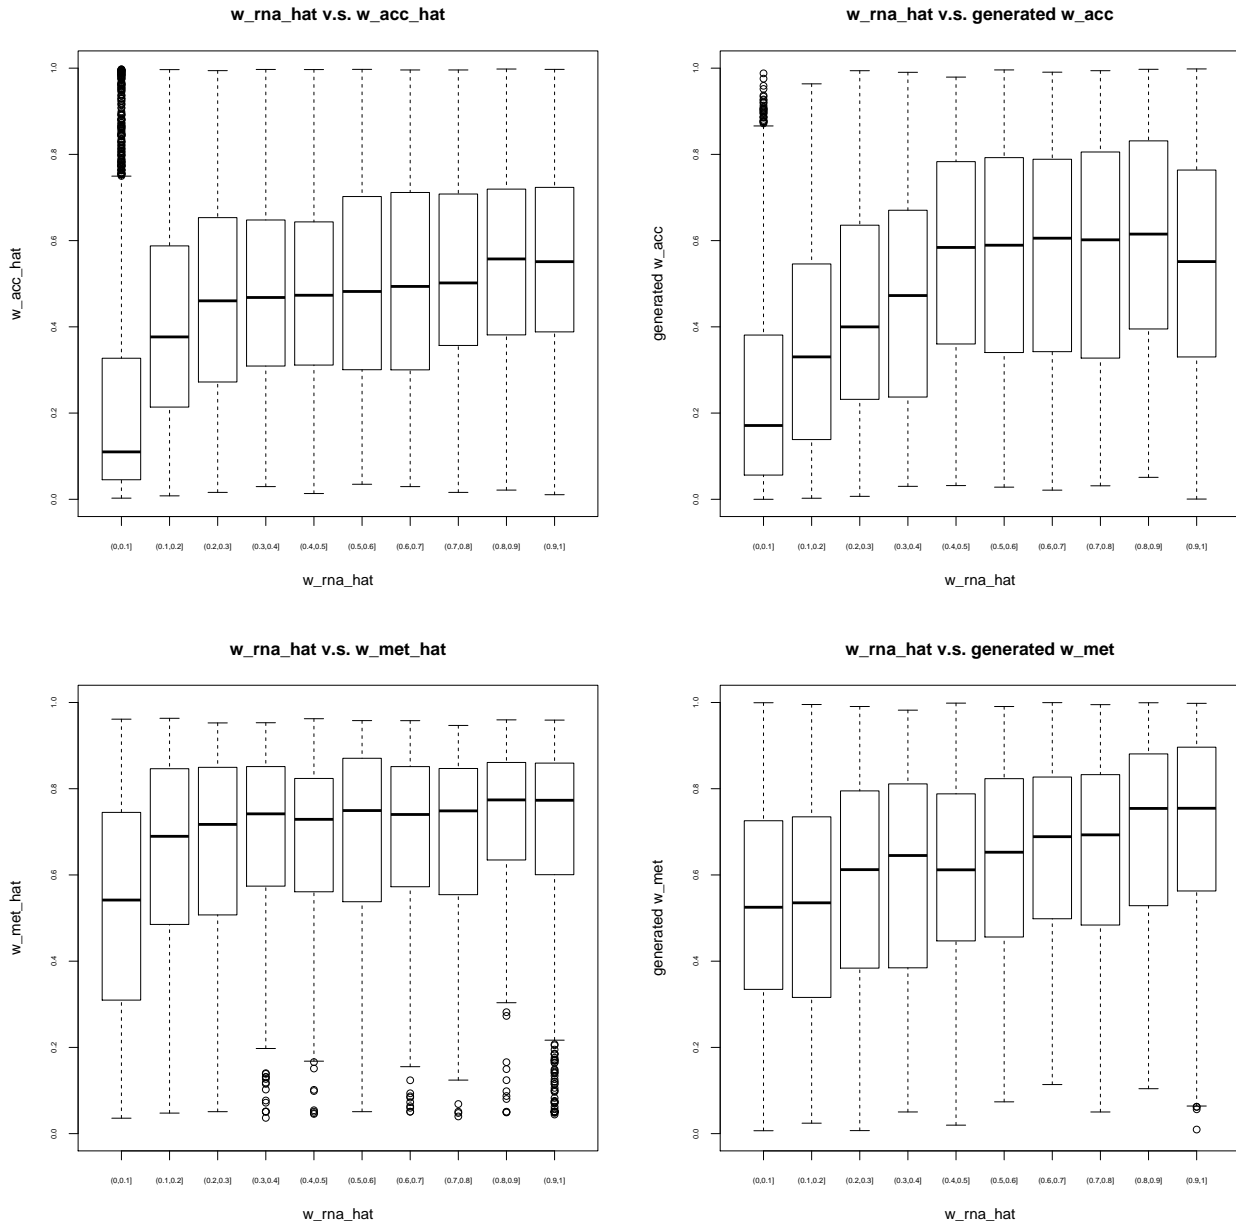 w_rna_hat v.s. w_acc_hat
w_acc_hat
1.0
0.8
0.6
0.4
0.2
0.0
(0,0.1] (0.1,0.2] (0.2,0.3] (0.3,0.4] (0.4,0.5] (0.5,0.6] (0.6,0.7] (0.7,0.8] (0.8,0.9] (0.9,1]
w_rna_hat
w_rna_hat v.s. generated w_acc
generated w_acc
1.0
0.8
0.6
0.4
0.2
0.0
(0,0.1] (0.1,0.2] (0.2,0.3] (0.3,0.4] (0.4,0.5] (0.5,0.6] (0.6,0.7] (0.7,0.8] (0.8,0.9] (0.9,1]
w_rna_hat
w_rna_hat v.s. w_met_hat
w_met_hat
1.0
0.8
0.6
0.4
0.2
0.0
(0,0.1] (0.1,0.2] (0.2,0.3] (0.3,0.4] (0.4,0.5] (0.5,0.6] (0.6,0.7] (0.7,0.8] (0.8,0.9] (0.9,1]
w_rna_hat
w_rna_hat v.s. generated w_met
generated w_met
1.0
0.8
0.6
0.4
0.2
0.0
(0,0.1] (0.1,0.2] (0.2,0.3] (0.3,0.4] (0.4,0.5] (0.5,0.6] (0.6,0.7] (0.7,0.8] (0.8,0.9] (0.9,1]
w_rna_hat